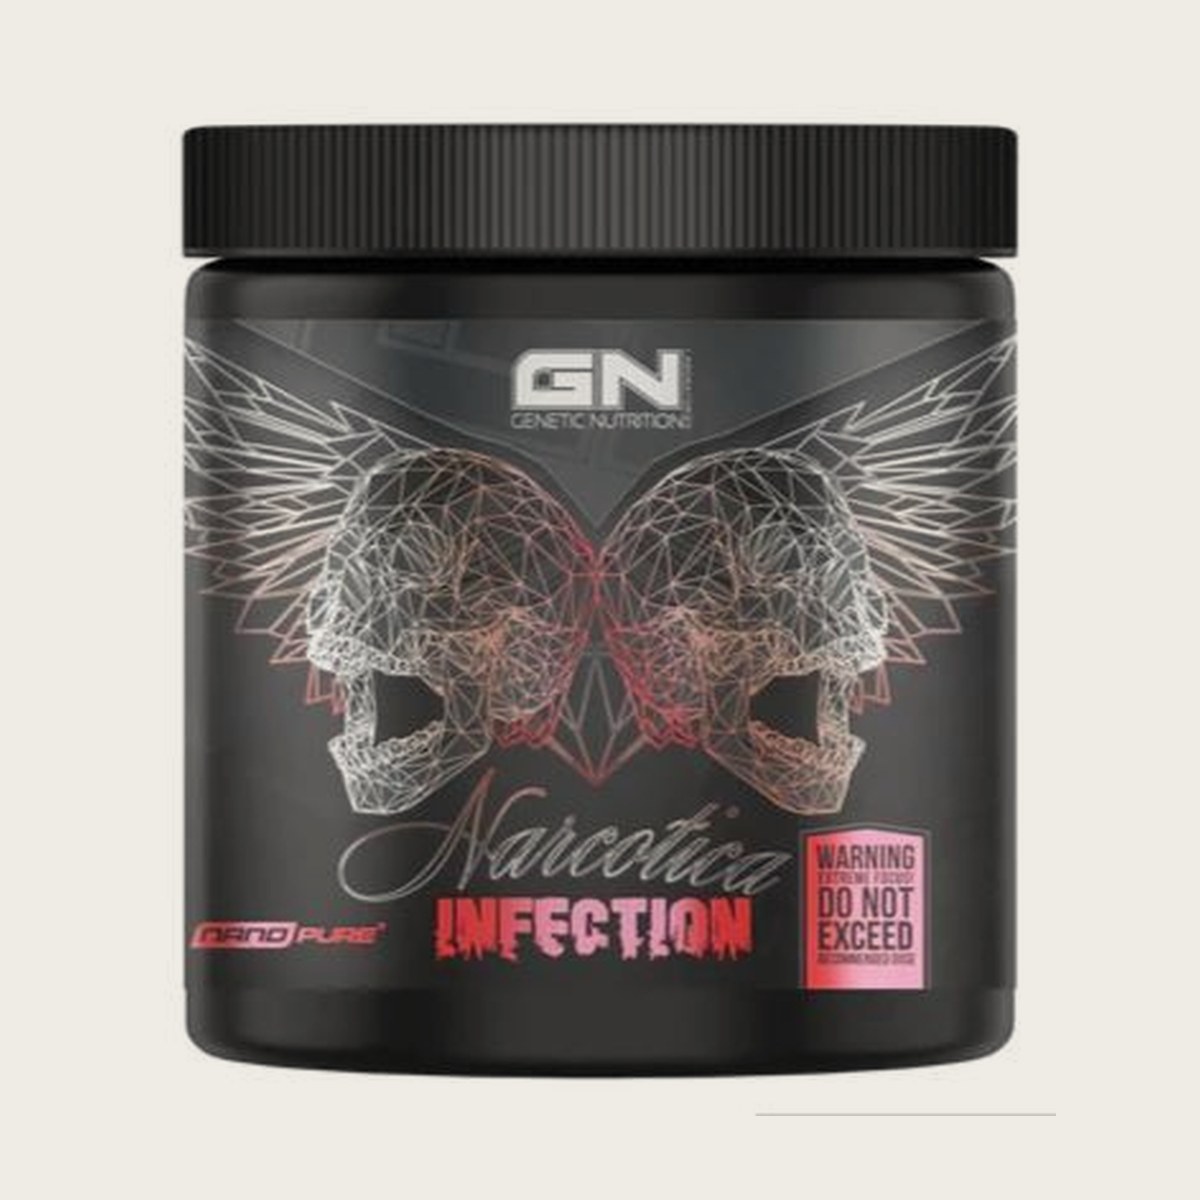 GN
GENETIC NUTRITION
Narcotica
INFECTION
NANO PURE
WARNING
EXTREME FOCUS!
DO NOT
EXCEED
RECOMMENDED DOSE